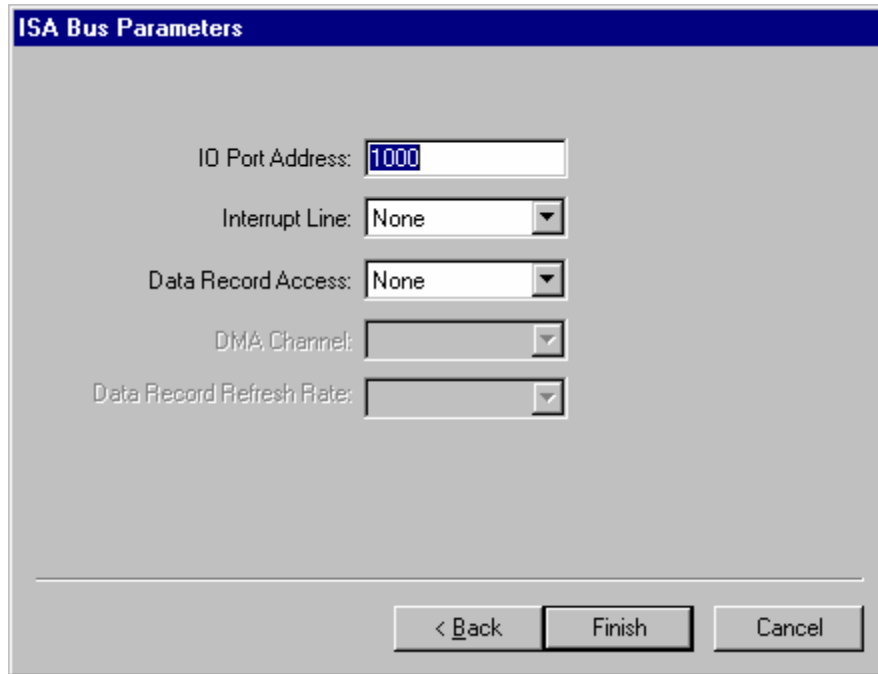 ISA Bus Parameters
IO Port Address: 1000
Interrupt Line: None
Data Record Access: None
DMA Channel:
Data Record Refresh Rate:
< Back Finish Cancel